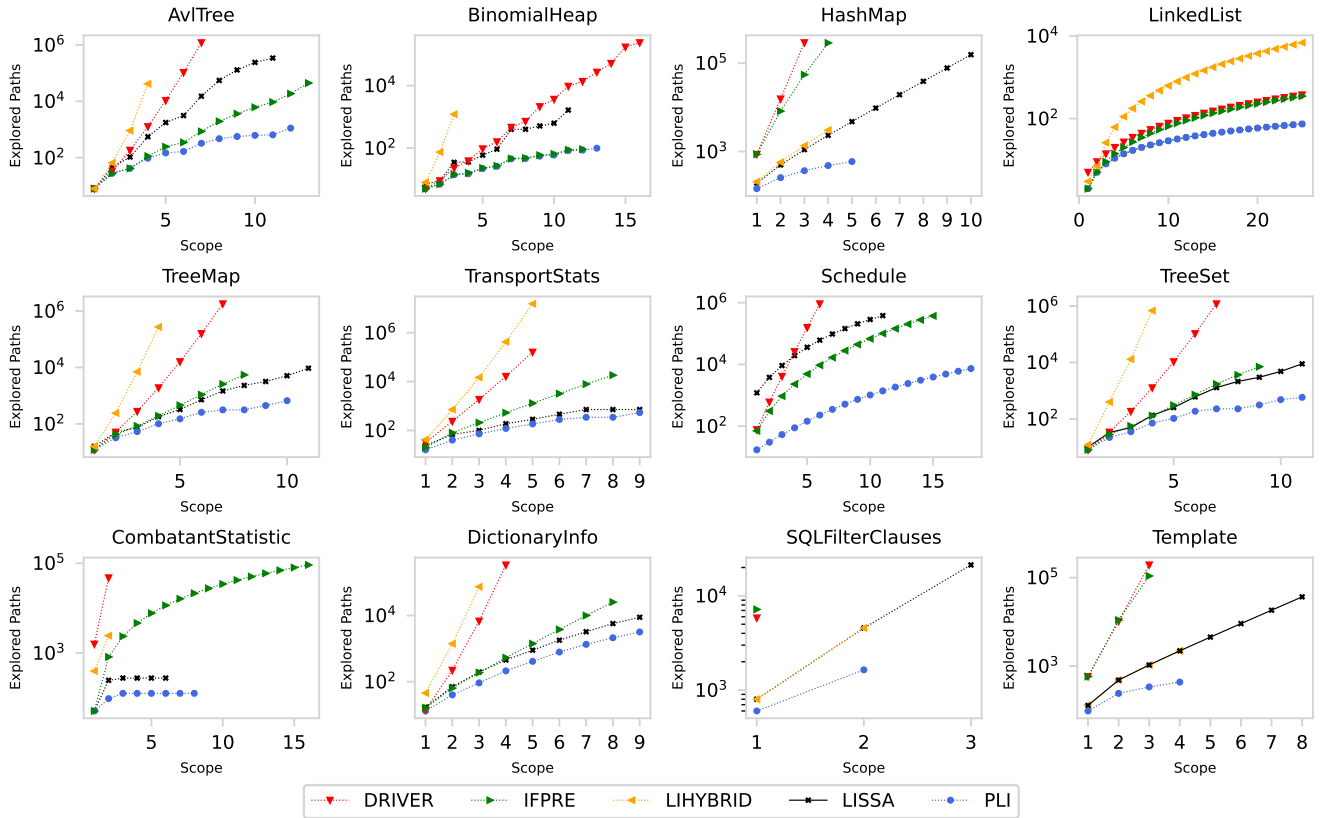 AvlTree
BinomialHeap
HashMap
LinkedList
Explored Paths
10^6
10^4
10^2
5
10
Scope
Explored Paths
10^4
10^2
5
10
15
Scope
Explored Paths
10^5
10^3
1 2 3 4 5 6 7 8 9 10
Scope
Explored Paths
10^4
10^2
0
10
20
Scope
TreeMap
TransportStats
Schedule
TreeSet
Explored Paths
10^6
10^4
10^2
5
10
Scope
Explored Paths
10^6
10^4
10^2
1 2 3 4 5 6 7 8 9
Scope
Explored Paths
10^6
10^4
10^2
5
10
15
Scope
Explored Paths
10^6
10^4
10^2
5
10
Scope
CombatantStatistic
DictionaryInfo
SQLFilterClauses
Template
Explored Paths
10^5
10^3
5
10
15
Scope
Explored Paths
10^4
10^2
1 2 3 4 5 6 7 8 9
Scope
Explored Paths
10^4
10^3
1 2 3
Scope
Explored Paths
10^5
10^3
1 2 3 4 5 6 7 8
Scope
DRIVER IFPRE LIHYBRID LISSA PLI